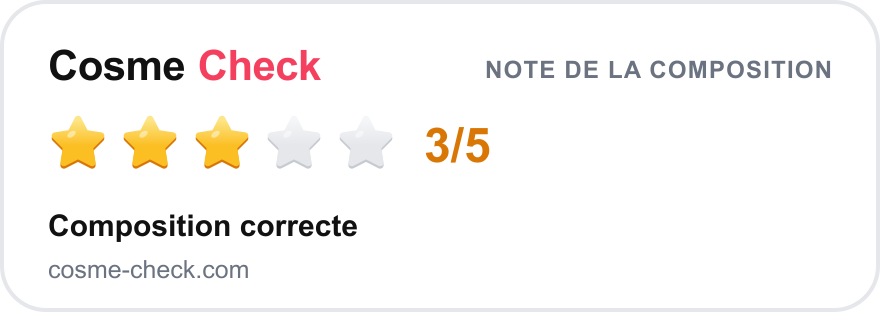 Cosme Check
NOTE DE LA COMPOSITION
3/5
Composition correcte
cosme-check.com